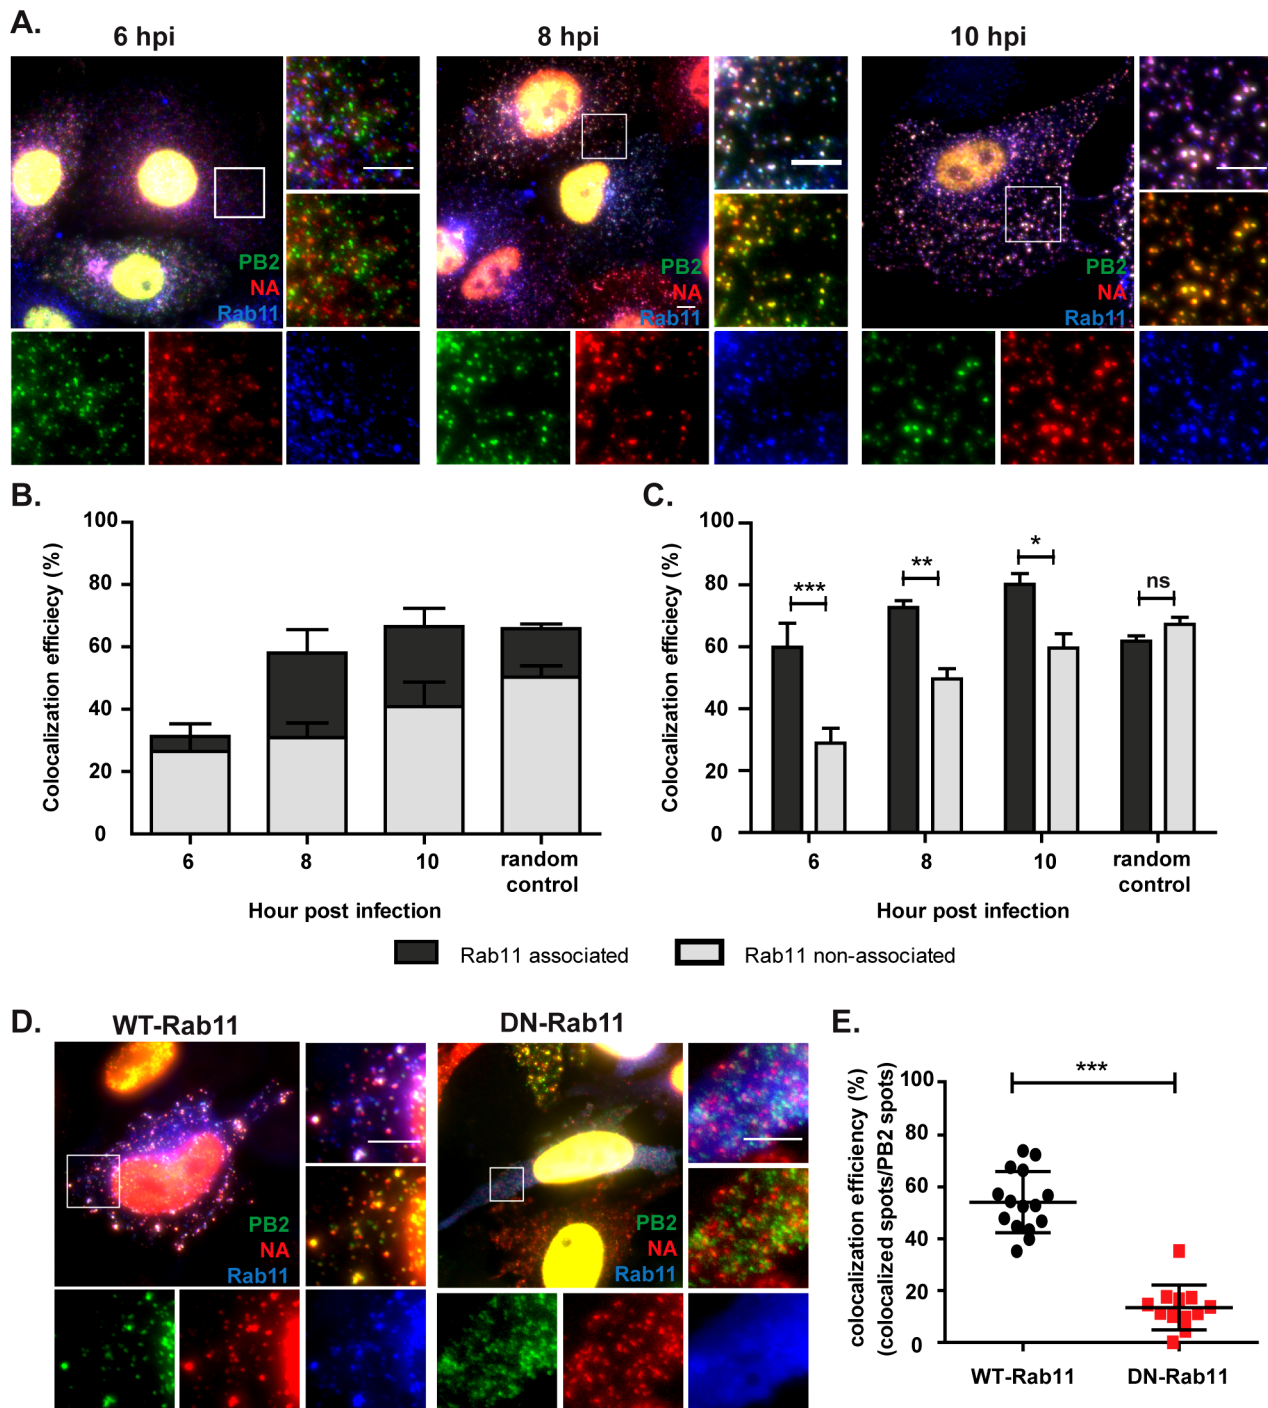 A.
6 hpi
8 hpi
10 hpi
PB2
NA
Rab11
PB2
NA
Rab11
PB2
NA
Rab11
B.
Colocalization efficiecy (%)
100
80
60
40
20
0
6
8
10
random
control
Hour post infection
C.
Colocalization efficiecy (%)
100
80
60
40
20
0
***
**
*
ns
6
8
10
random
control
Hour post infection
Rab11 associated
Rab11 non-associated
D.
WT-Rab11
DN-Rab11
PB2
NA
Rab11
PB2
NA
Rab11
E.
colocalization efficiency (%)
(colocalized spots/PB2 spots)
100
80
60
40
20
0
***
WT-Rab11
DN-Rab11